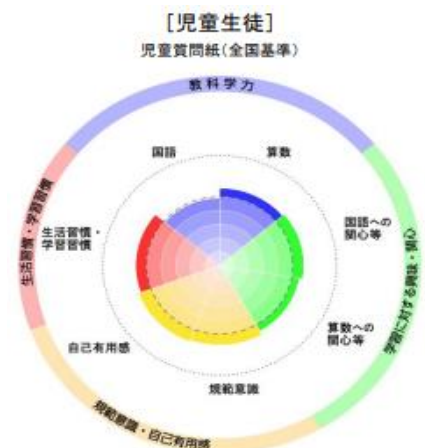 ［児童生徒］
児童質問紙（全国基準）
教科学力
国語
算数
生活習慣・学習習慣
生活習慣・
学習習慣
国語への
関心等
学習に対する興味・関心
算数への
関心等
自己有用感
規範意識
規範意識・自己有用感